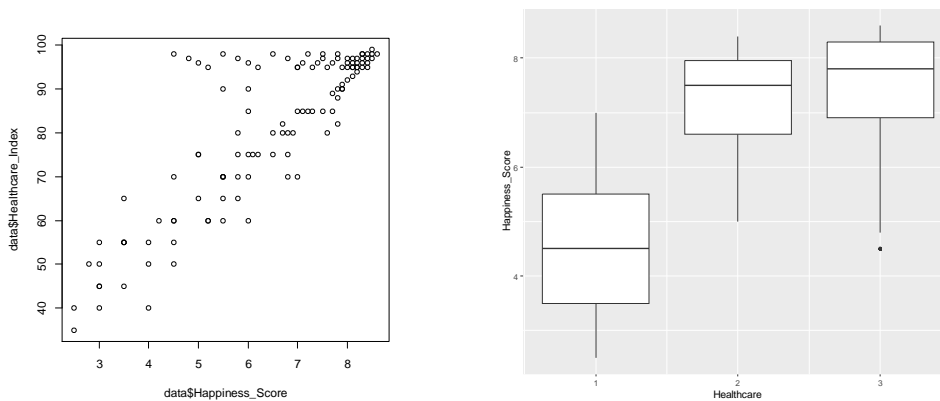 data$Healthcare_Index
100
90
80
70
60
50
40
3 4 5 6 7 8
data$Happiness_Score
Happiness_Score
8
6
4
1 2 3
Healthcare